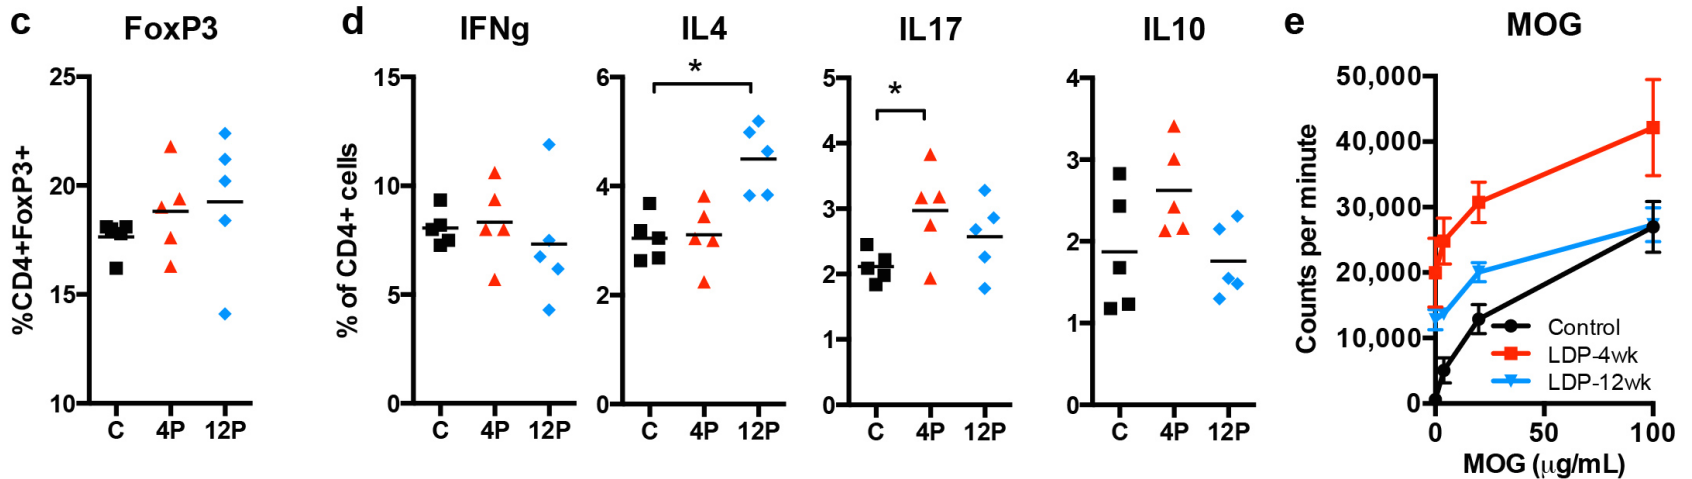 c FoxP3
%CD4+FoxP3+
25
20
15
10
C 4P 12P
d IFNg
% of CD4+ cells
15
10
5
0
C 4P 12P
IL4
*
6
4
2
0
C 4P 12P
IL17
*
5
4
3
2
1
0
C 4P 12P
IL10
4
3
2
1
0
C 4P 12P
e MOG
Counts per minute
50,000
40,000
30,000
20,000
10,000
0
Control
LDP-4wk
LDP-12wk
0 50 100
MOG (μg/mL)